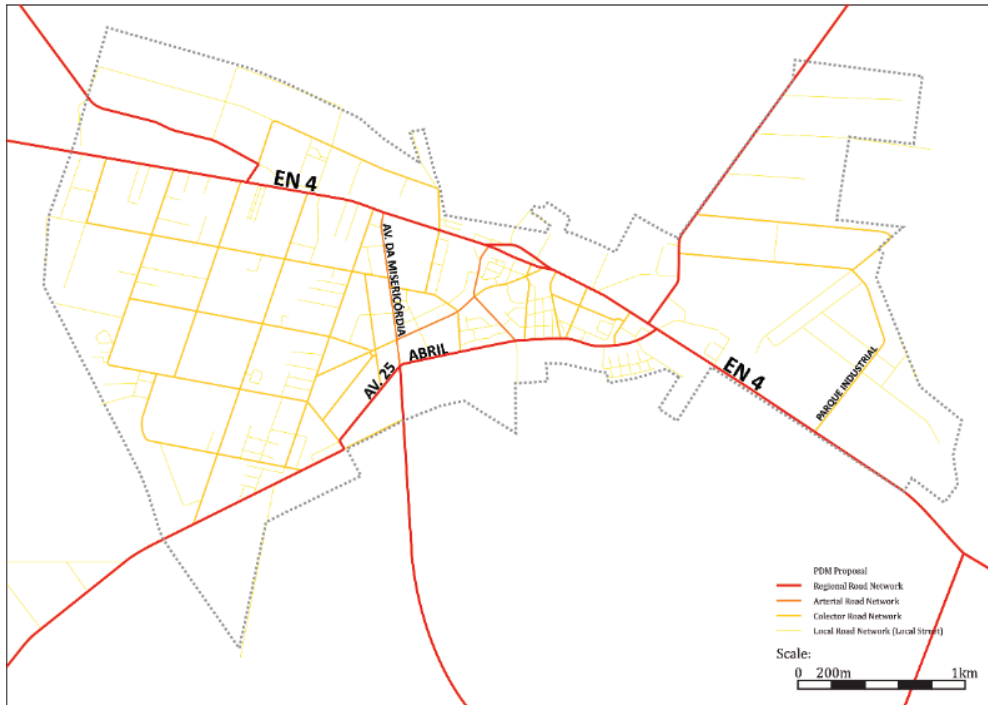 EN 4
AV. DA MISERICÓRDIA
AV. 25
ABRIL
EN 4
PARQUE INDUSTRIAL
PDM Proposal
Regional Road Network
Arterial Road Network
Colector Road Network
Local Road Network (Local Street)
Scale:
0 200m 1km